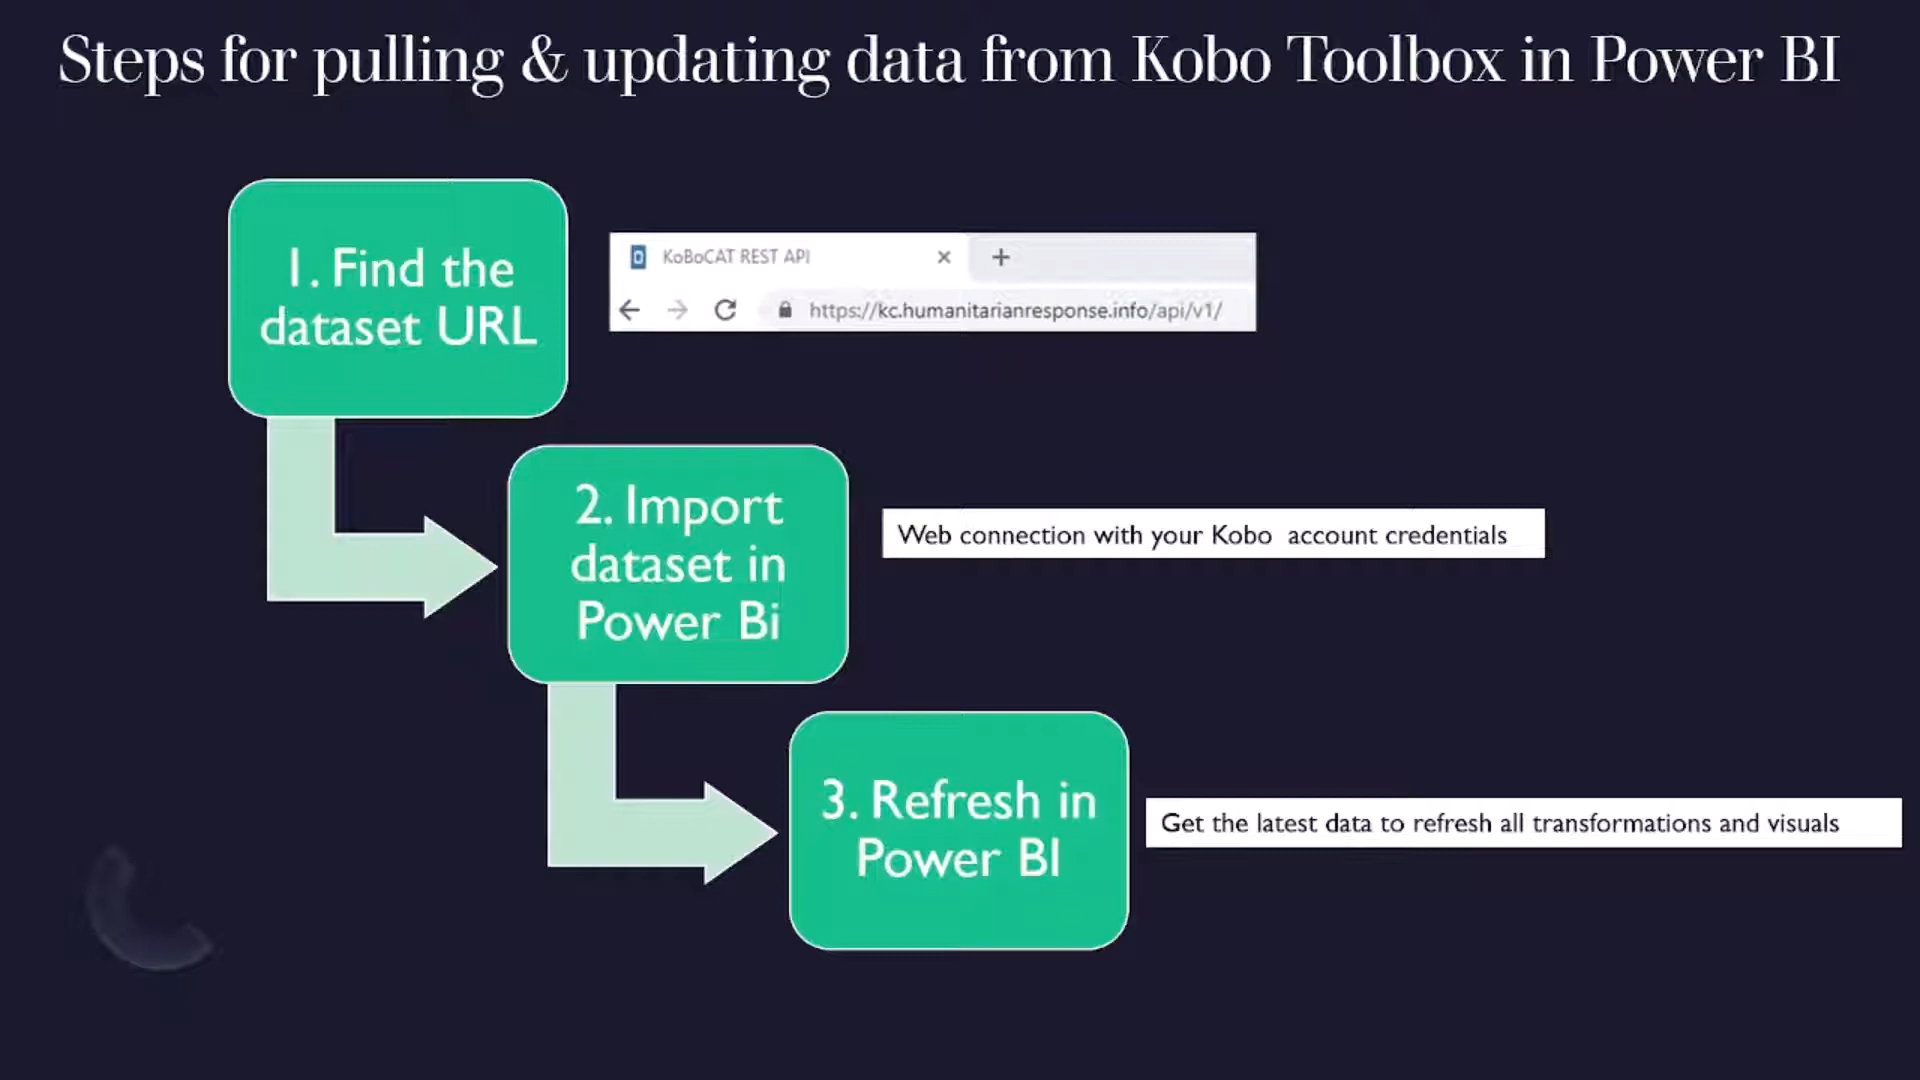 Steps for pulling & updating data from Kobo Toolbox in Power BI
1. Find the
dataset URL
KoBoCAT REST API
https://kc.humanitarianresponse.info/api/v1/
2. Import
dataset in
Power Bi
Web connection with your Kobo  account credentials
3. Refresh in
Power BI
Get the latest data to refresh all transformations and visuals